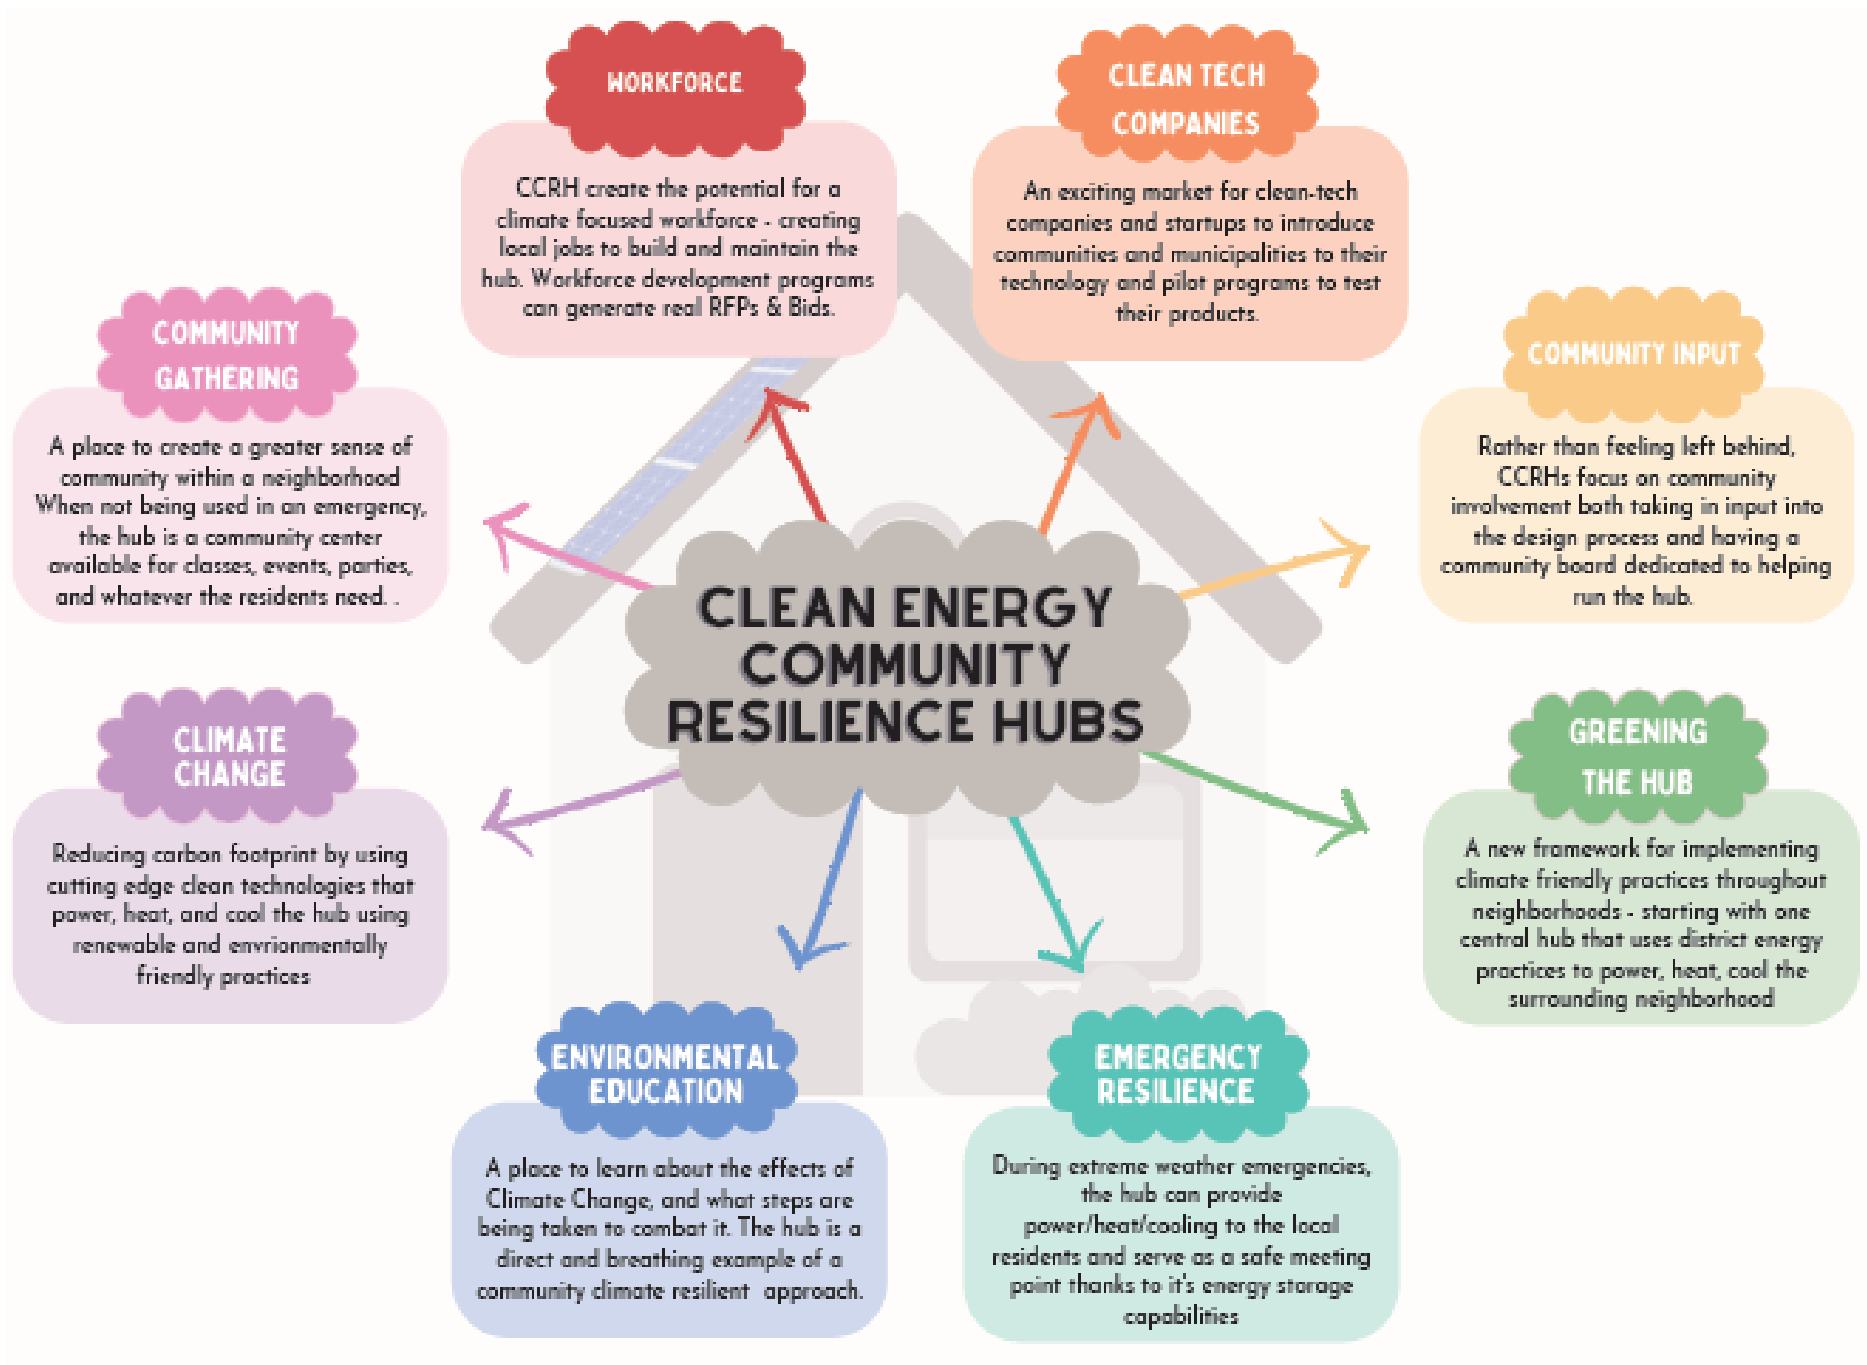 CLEAN ENERGY
COMMUNITY
RESILIENCE HUBS
WORKFORCE
CCRH create the potential for a
climate focused workforce - creating
local jobs to build and maintain the
hub. Workforce development programs
can generate real RFPs & Bids.
CLEAN TECH
COMPANIES
An exciting market for clean-tech
companies and startups to introduce
communities and municipalities to their
technology and pilot programs to test
their products.
COMMUNITY INPUT
Rather than feeling left behind,
CCRHs focus on community
involvement both taking in input into
the design process and having a
community board dedicated to helping
run the hub.
GREENING
THE HUB
A new framework for implementing
climate friendly practices throughout
neighborhoods - starting with one
central hub that uses district energy
practices to power, heat, cool the
surrounding neighborhood
EMERGENCY
RESILIENCE
During extreme weather emergencies,
the hub can provide
power/heat/cooling to the local
residents and serve as a safe meeting
point thanks to it's energy storage
capabilities
ENVIRONMENTAL
EDUCATION
A place to learn about the effects of
Climate Change, and what steps are
being taken to combat it. The hub is a
direct and breathing example of a
community climate resilient approach.
CLIMATE
CHANGE
Reducing carbon footprint by using
cutting edge clean technologies that
power, heat, and cool the hub using
renewable and envrionmentally
friendly practices
COMMUNITY
GATHERING
A place to create a greater sense of
community within a neighborhood
When not being used in an emergency,
the hub is a community center
available for classes, events, parties,
and whatever the residents need. .